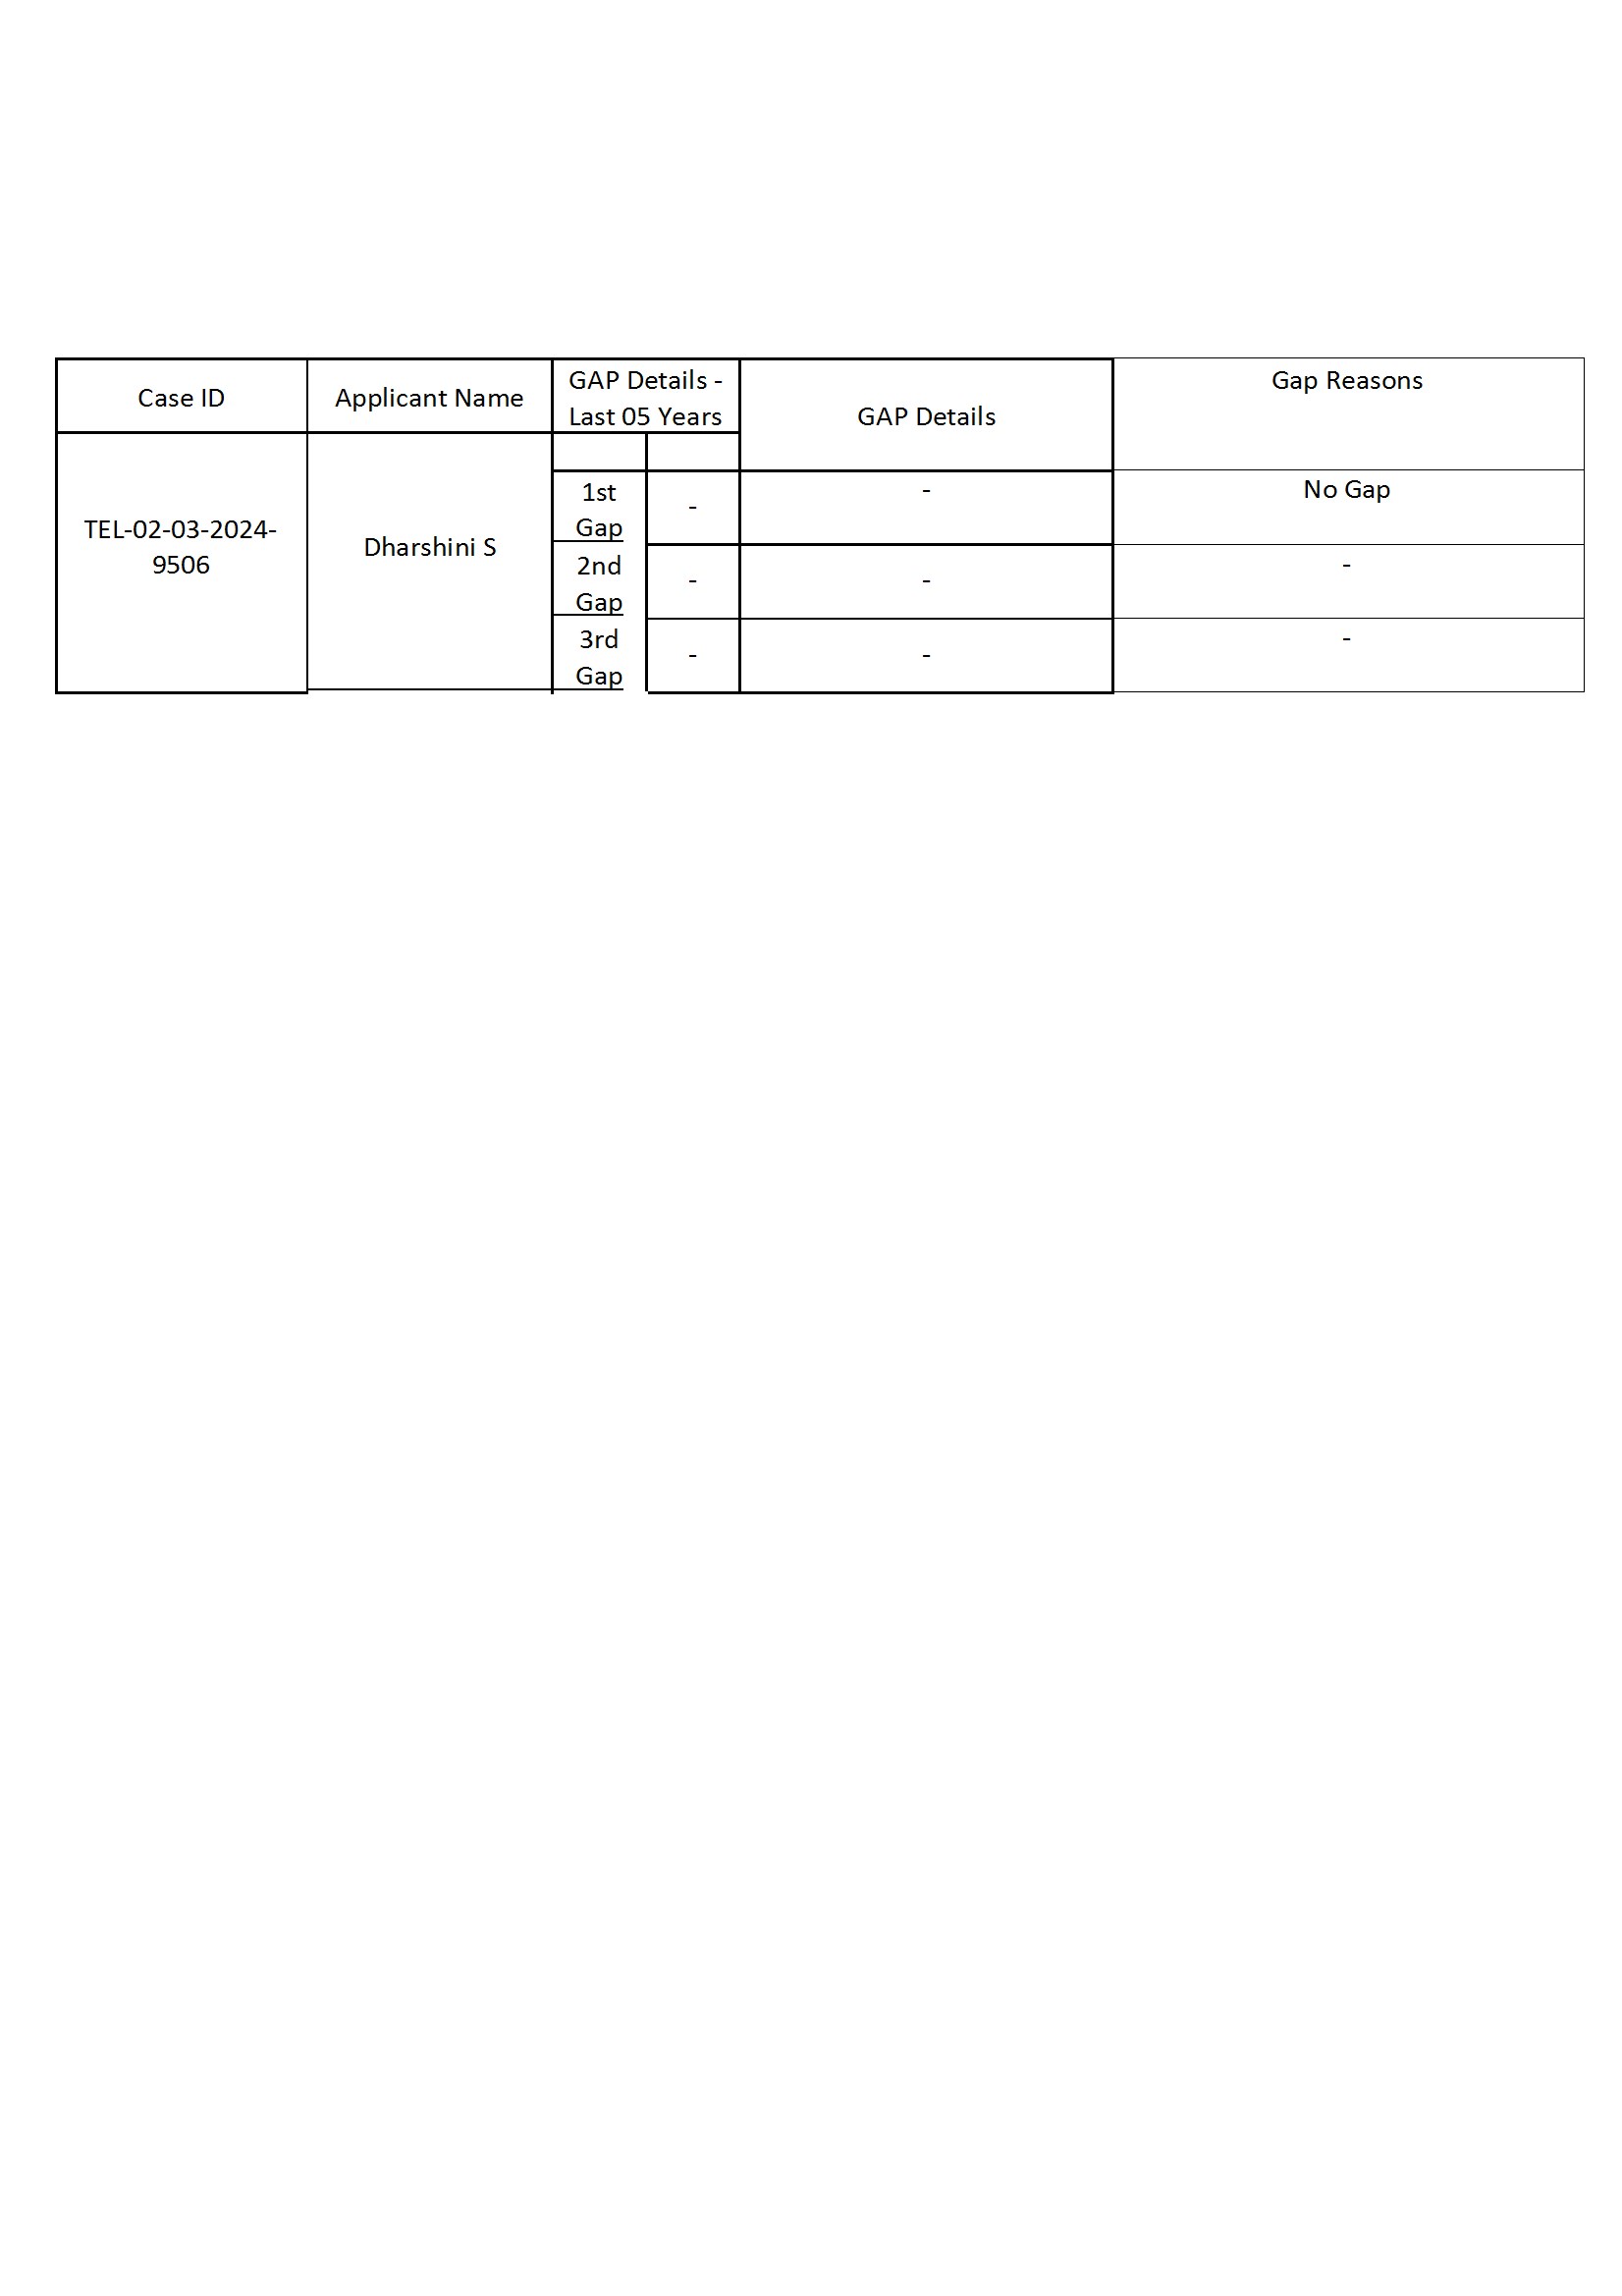 Case ID
Applicant Name
GAP Details -
Last 05 Years
GAP Details
Gap Reasons
TEL-02-03-2024-
9506
Dharshini S
1st
Gap
-
-
No Gap
2nd
Gap
-
-
-
3rd
Gap
-
-
-